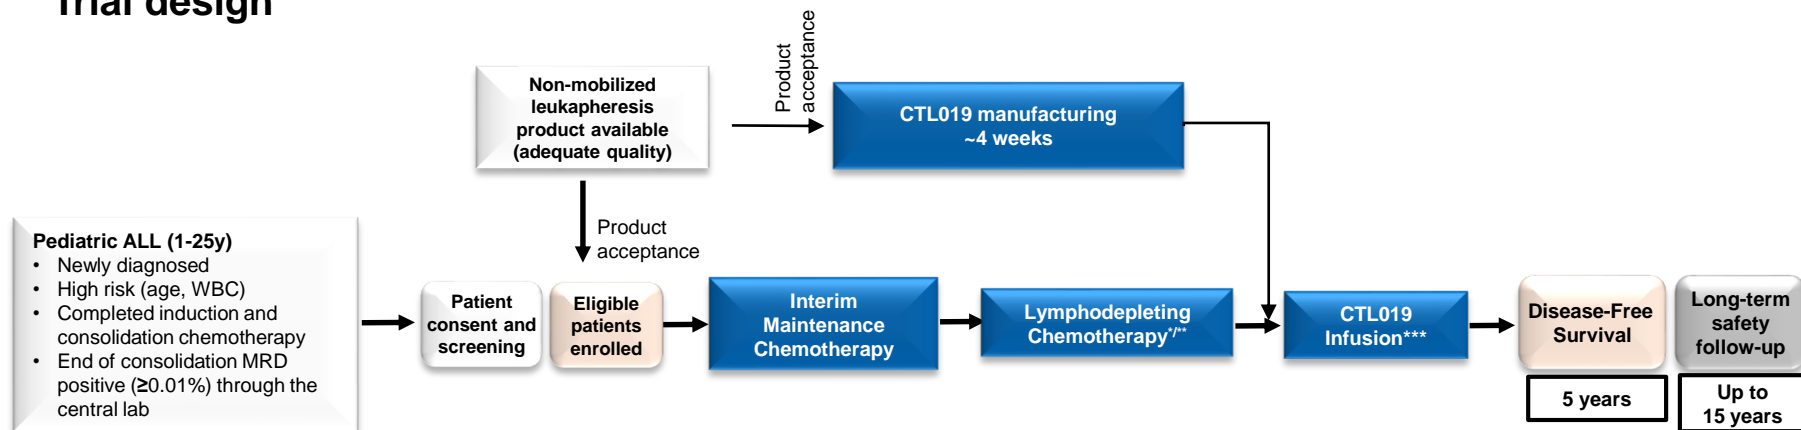 Trial design
Non-mobilized
leukapheresis
product available
(adequate quality)
Product
acceptance
CTL019 manufacturing
~4 weeks
Product
acceptance
Pediatric ALL (1-25y)
• Newly diagnosed
• High risk (age, WBC)
• Completed induction and
consolidation chemotherapy
• End of consolidation MRD
positive (≥0.01%) through the
central lab
Patient
consent and
screening
Eligible
patients
enrolled
Interim
Maintenance
Chemotherapy
Lymphodepleting
Chemotherapy*/**
CTL019
Infusion***
Disease-Free
Survival
5 years
Long-term
safety
follow-up
Up to
15 years